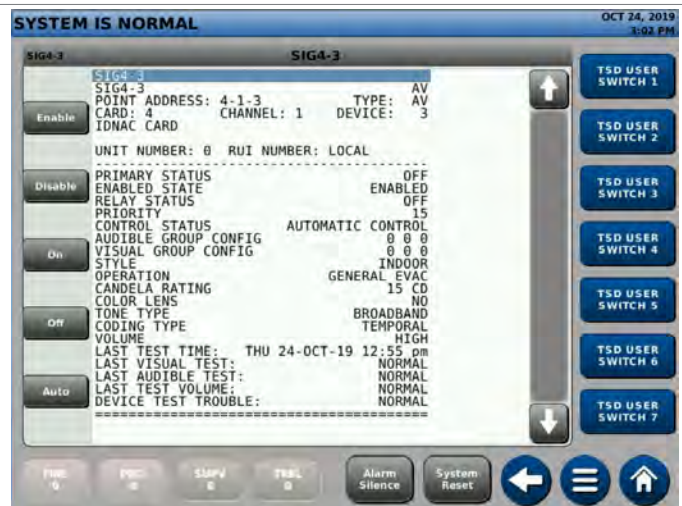 SYSTEM IS NORMAL
OCT 24, 2019
3:02 PM
SIG4-3
SIG4-3
SIG4-3
SIG4-3 AV
POINT ADDRESS: 4-1-3 TYPE: AV
CARD: 4 CHANNEL: 1 DEVICE: 3
IDNAC CARD
UNIT NUMBER: 0 RUI NUMBER: LOCAL
----------------------------------------
PRIMARY STATUS OFF
ENABLED STATE ENABLED
RELAY STATUS OFF
PRIORITY 15
CONTROL STATUS AUTOMATIC CONTROL
AUDIBLE GROUP CONFIG 0 0 0
VISUAL GROUP CONFIG 0 0 0
STYLE INDOOR
OPERATION GENERAL EVAC
CANDELA RATING 15 CD
COLOR LENS NO
TONE TYPE BROADBAND
CODING TYPE TEMPORAL
VOLUME HIGH
LAST TEST TIME: THU 24-OCT-19 12:55 pm
LAST VISUAL TEST: NORMAL
LAST AUDIBLE TEST: NORMAL
LAST TEST VOLUME: NORMAL
DEVICE TEST TROUBLE: NORMAL
========================================
Enable
Disable
On
Off
Auto
TSD USER
SWITCH 1
TSD USER
SWITCH 2
TSD USER
SWITCH 3
TSD USER
SWITCH 4
TSD USER
SWITCH 5
TSD USER
SWITCH 6
TSD USER
SWITCH 7
FIRE
0
SUPV
0
TRBL
0
Alarm
Silence
System
Reset